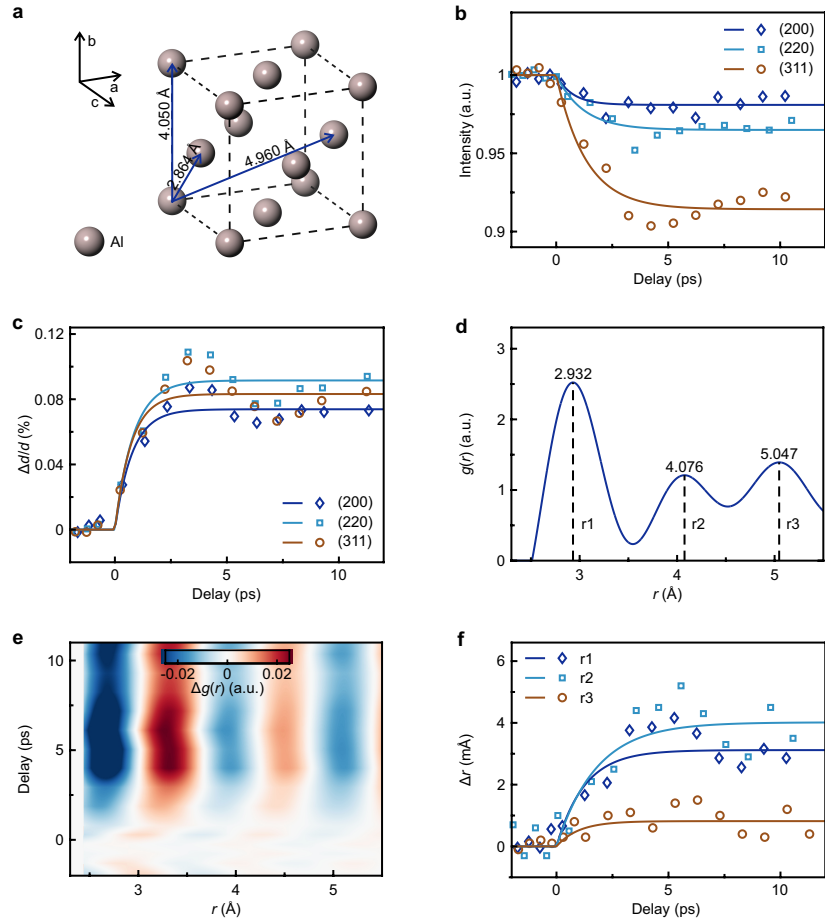 a
b
a
c
4.050 Å
2.864 Å
4.960 Å
Al
b
(200)
(220)
(311)
1
0.95
0.9
Intensity (a.u.)
0
5
10
Delay (ps)
c
0.12
0.08
0.04
0
Δd/d (%)
(200)
(220)
(311)
0
5
10
Delay (ps)
d
3
2
1
0
g(r) (a.u.)
2.932
4.076
5.047
r1
r2
r3
3
4
5
r (Å)
e
-0.02
0
0.02
Δg(r) (a.u.)
10
5
0
Delay (ps)
3
4
5
r (Å)
f
r1
r2
r3
6
4
2
0
Δr (mÅ)
0
5
10
Delay (ps)